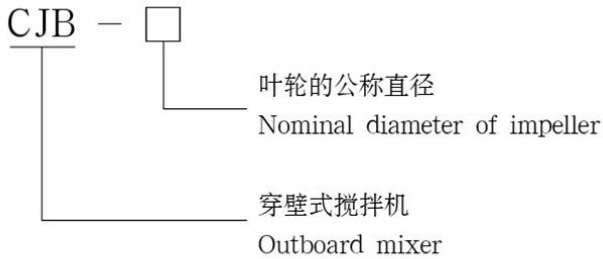 CJB - □
叶轮的公称直径
Nominal diameter of impeller
穿壁式搅拌机
Outboard mixer